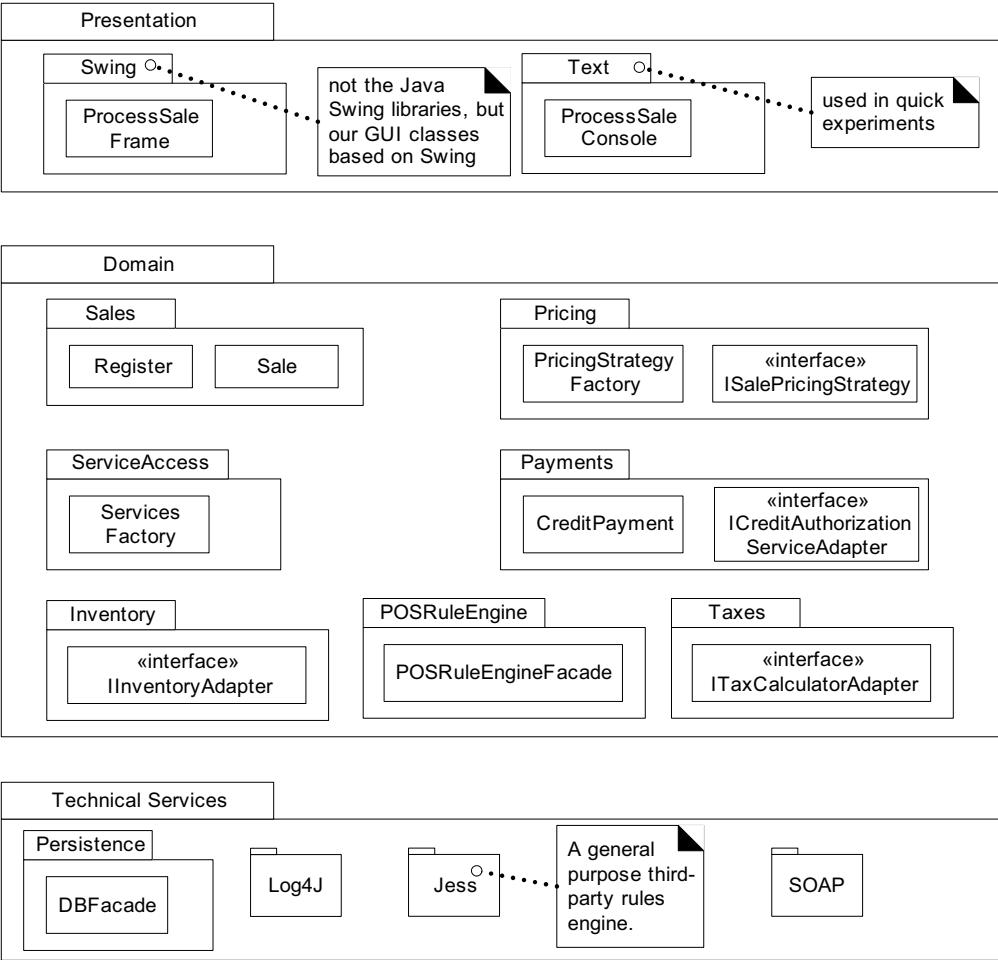 Presentation
Swing
ProcessSale
Frame
not the Java
Swing libraries, but
our GUI classes
based on Swing
Text
ProcessSale
Console
used in quick
experiments
Domain
Sales
Register
Sale
Pricing
PricingStrategy
Factory
«interface»
ISalePricingStrategy
ServiceAccess
Services
Factory
Payments
CreditPayment
«interface»
ICreditAuthorization
ServiceAdapter
Inventory
«interface»
IInventoryAdapter
POSRuleEngine
POSRuleEngineFacade
Taxes
«interface»
ITaxCalculatorAdapter
Technical Services
Persistence
DBFacade
Log4J
Jess
A general
purpose third-
party rules
engine.
SOAP